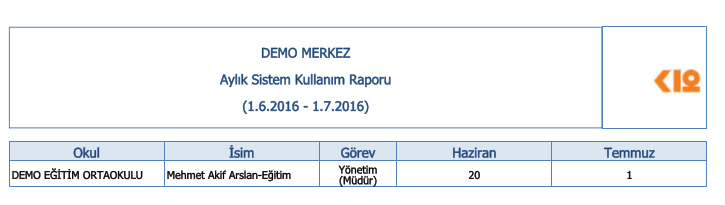 DEMO MERKEZ
Aylık Sistem Kullanım Raporu
(1.6.2016 - 1.7.2016)
Okul İsim Görev Haziran Temmuz
DEMO EĞİTİM ORTAOKULU Mehmet Akif Arslan-Eğitim Yönetim (Müdür) 20 1